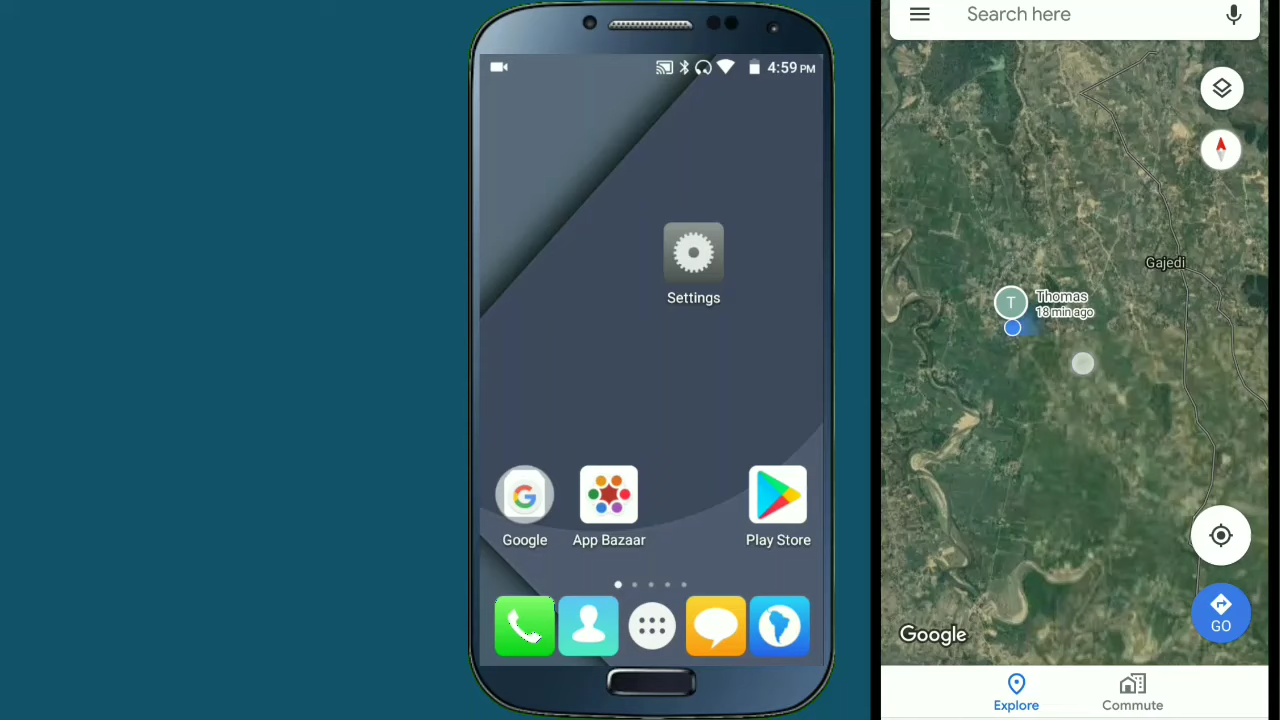 4:59 PM
Settings
Google
App Bazaar
Play Store
Search here
Gajedi
T
Thomas
18 min ago
Google
GO
Explore
Commute